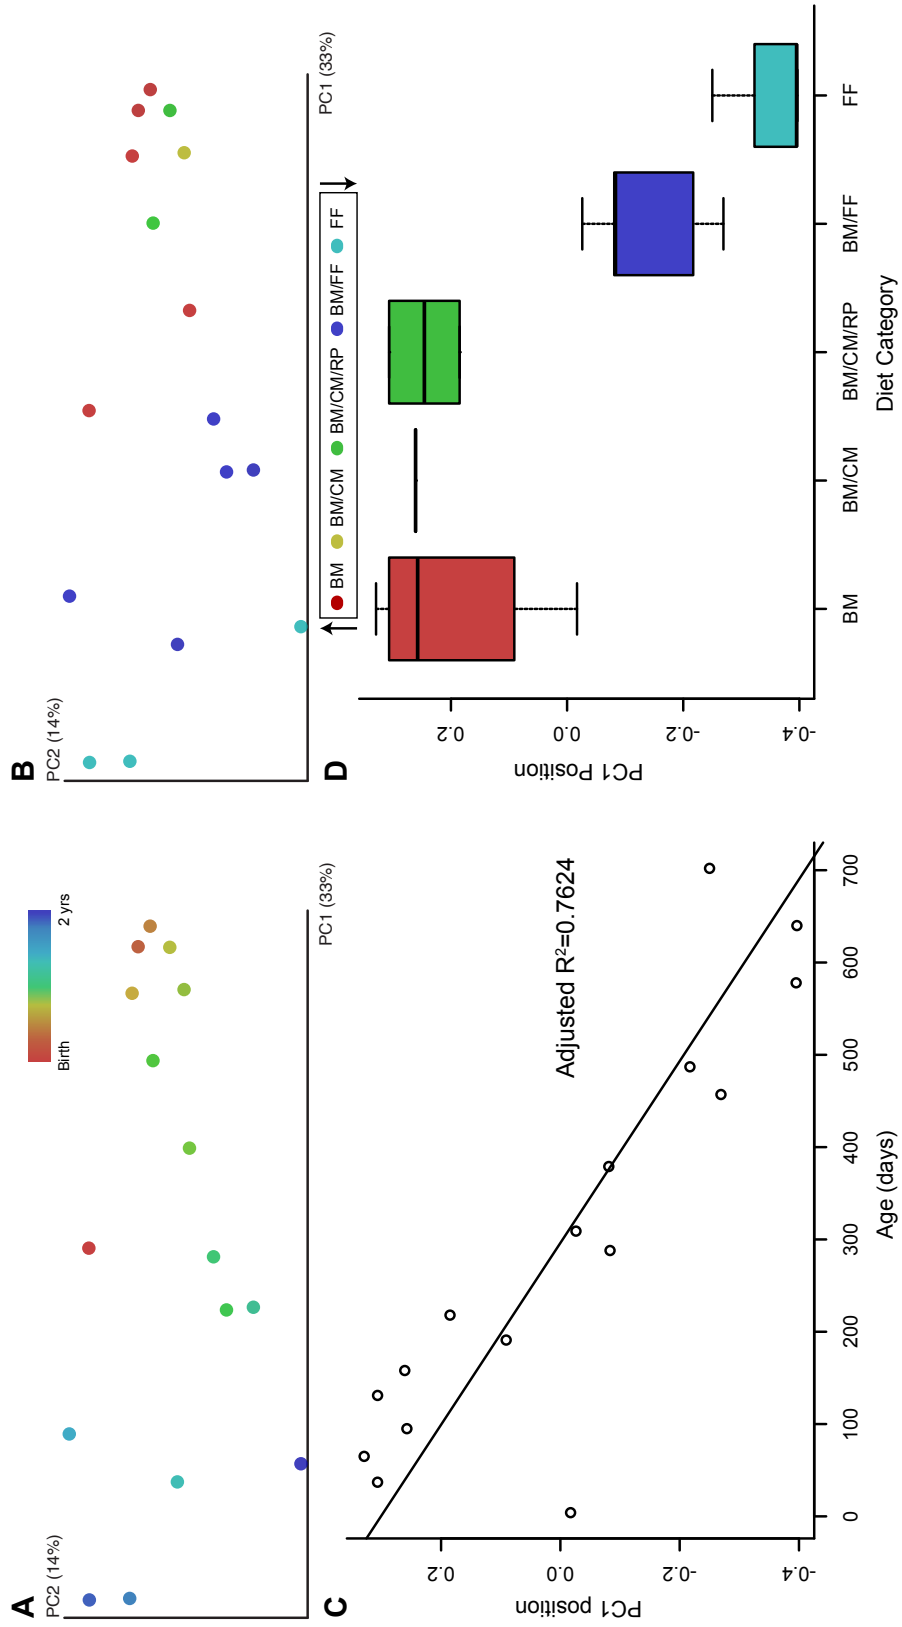 A
PC2 (14%)
Birth
2 yrs
PC1 (33%)
B
PC2 (14%)
PC1 (33%)
BM
BM/CM
BM/CM/RP
BM/FF
FF
C
PC1 position
0.2
0.0
-0.2
-0.4
Adjusted R²=0.7624
0
100
200
300
400
500
600
700
Age (days)
D
PC1 Position
0.2
0.0
-0.2
-0.4
BM
BM/CM
BM/CM/RP
BM/FF
FF
Diet Category